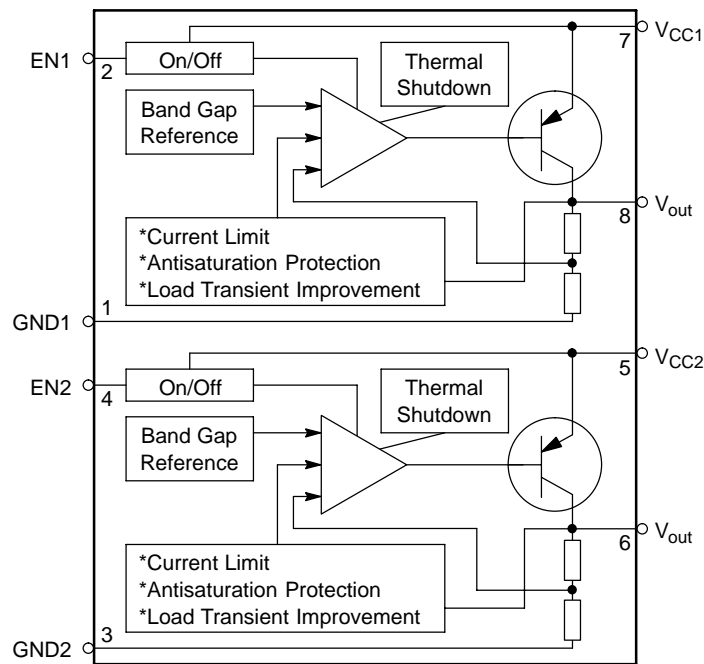 VCC1
7
EN1
2
On/Off
Thermal
Shutdown
Band Gap
Reference
Vout
8
*Current Limit
*Antisaturation Protection
*Load Transient Improvement
1
GND1
VCC2
5
EN2
4
On/Off
Thermal
Shutdown
Band Gap
Reference
Vout
6
*Current Limit
*Antisaturation Protection
*Load Transient Improvement
3
GND2